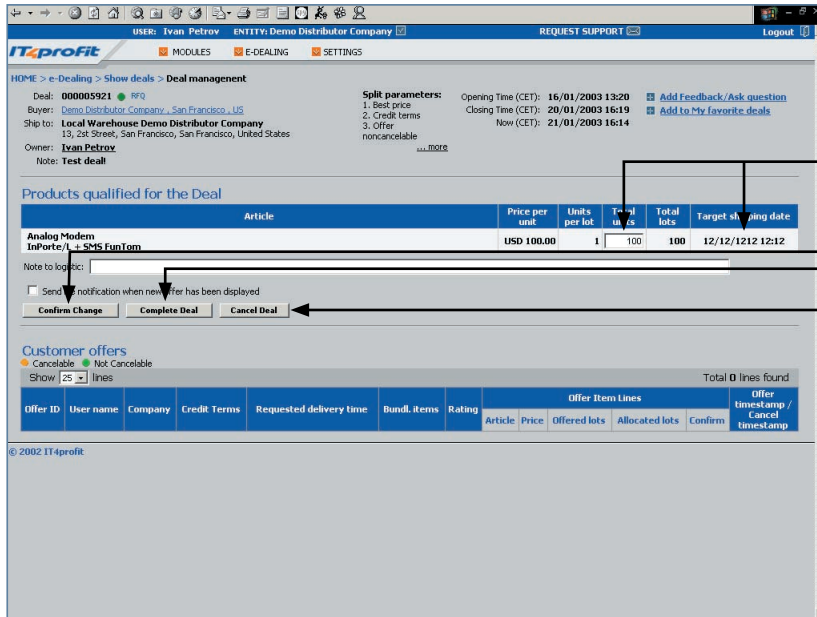 USER: Ivan Petrov ENTITY: Demo Distributor Company REQUEST SUPPORT Logout
IT4profit MODULES E-DEALING SETTINGS
HOME > e-Dealing > Show deals > Deal management
Deal: 000005921 RFQ
Buyer: Demo Distributor Company , San Francisco , US
Ship to: Local Warehouse Demo Distributor Company
13, 2st Street, San Francisco, San Francisco, United States
Owner: Ivan Petrov
Note: Test deal!
Split parameters:
1. Best price
2. Credit terms
3. Offer
noncancelable
... more
Opening Time (CET): 16/01/2003 13:20
Closing Time (CET): 20/01/2003 16:19
Now (CET): 21/01/2003 16:14
Add Feedback/Ask question
Add to My favorite deals
Products qualified for the Deal
Article Price per unit Units per lot Total units Total lots Target shipping date
Analog Modem
InPorte/L + SMS FunTom USD 100.00 1 100 100 12/12/1212 12:12
Note to logistic:
Send me notification when new offer has been displayed
Confirm Change Complete Deal Cancel Deal
Customer offers
Cancelable Not Cancelable
Show 25 lines Total 0 lines found
Offer ID User name Company Credit Terms Requested delivery time Bundl. items Rating Offer Item Lines Offer timestamp / Cancel timestamp
Article Price Offered lots Allocated lots Confirm
© 2002 IT4profit